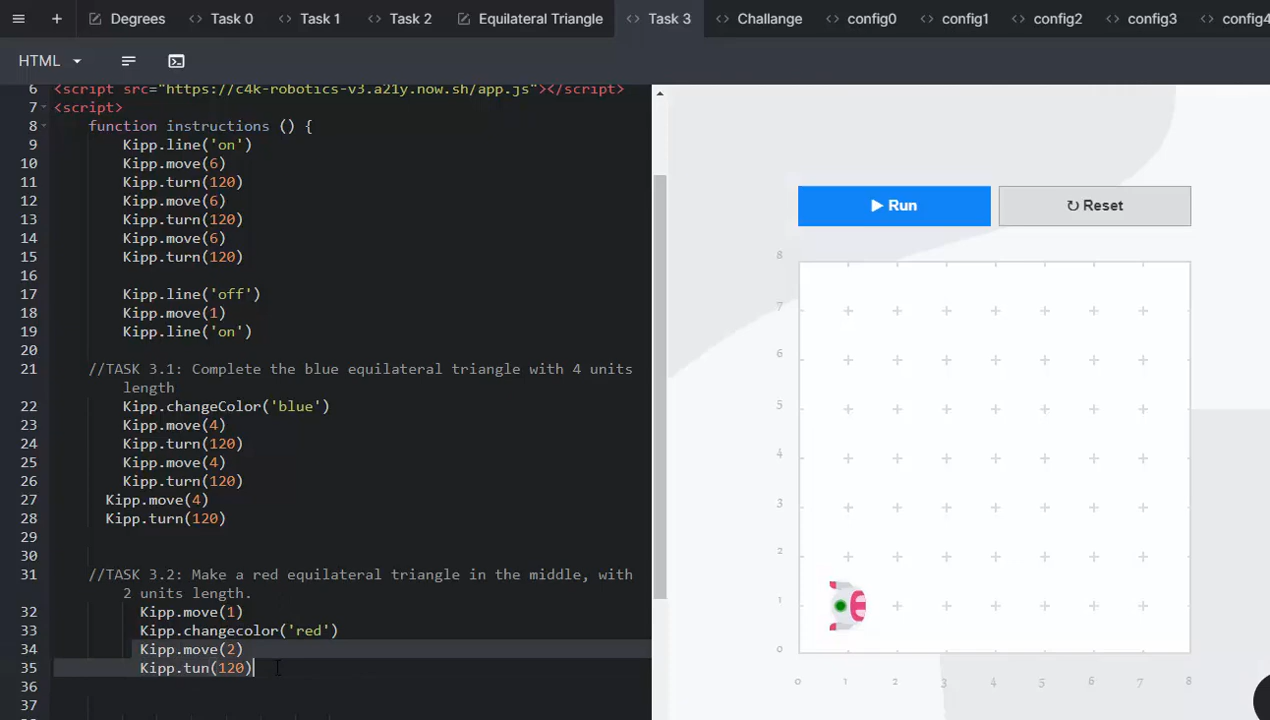 Degrees <> Task 0 <> Task 1 <> Task 2 Equilateral Triangle <> Task 3 <> Challange <> config0 <> config1 <> config2 <> config3 <> config4
HTML
6 <script src="https://c4k-robotics-v3.a2ly.now.sh/app.js"></script>
7 <script>
8 function instructions () {
9 Kipp.line('on')
10 Kipp.move(6)
11 Kipp.turn(120)
12 Kipp.move(6)
13 Kipp.turn(120)
14 Kipp.move(6)
15 Kipp.turn(120)
16
17 Kipp.line('off')
18 Kipp.move(1)
19 Kipp.line('on')
20
21 //TASK 3.1: Complete the blue equilateral triangle with 4 units
length
22 Kipp.changeColor('blue')
23 Kipp.move(4)
24 Kipp.turn(120)
25 Kipp.move(4)
26 Kipp.turn(120)
27 Kipp.move(4)
28 Kipp.turn(120)
29
30
31 //TASK 3.2: Make a red equilateral triangle in the middle, with
2 units length.
32 Kipp.move(1)
33 Kipp.changecolor('red')
34 Kipp.move(2)
35 Kipp.tun(120)
36
37
Run
Reset
8
7
6
5
4
3
2
1
0
0 1 2 3 4 5 6 7 8